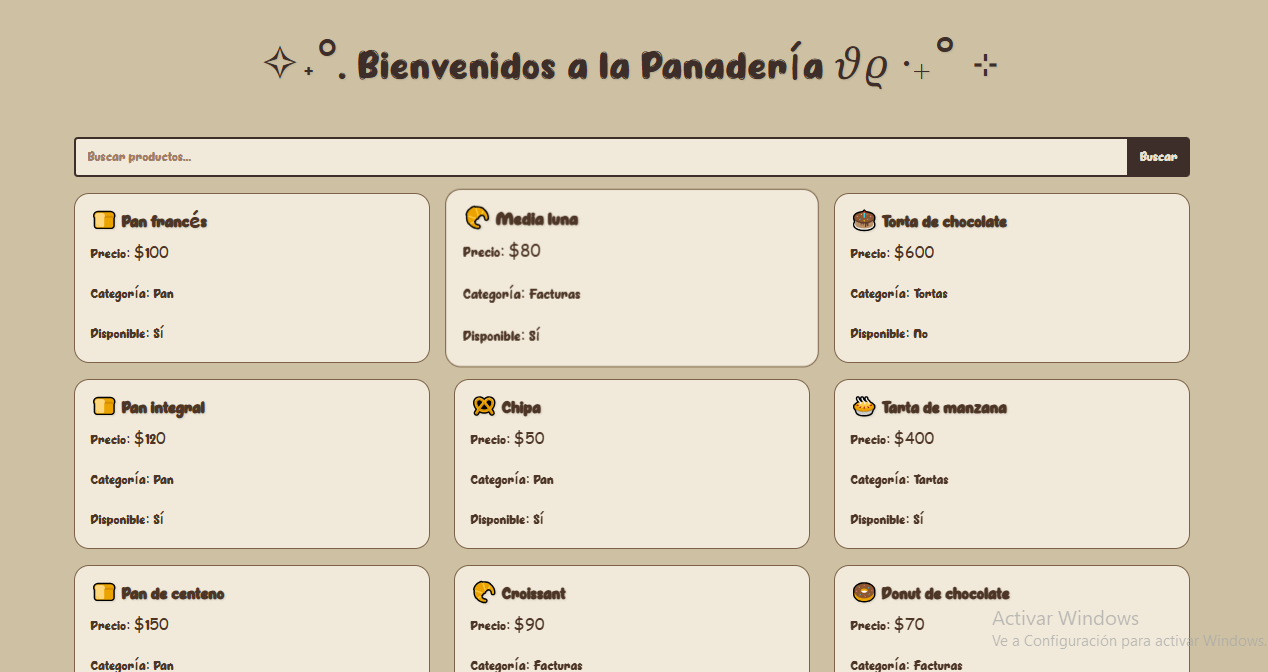 ✧₊°. Bienvenidos a la Panadería ϑϱ ‧₊° ⊹
Buscar productos...
Buscar
Pan francés
Precio: $100
Categoría: Pan
Disponible: Sí
Media luna
Precio: $80
Categoría: Facturas
Disponible: Sí
Torta de chocolate
Precio: $600
Categoría: Tortas
Disponible: No
Pan integral
Precio: $120
Categoría: Pan
Disponible: Sí
Chipa
Precio: $50
Categoría: Pan
Disponible: Sí
Tarta de manzana
Precio: $400
Categoría: Tartas
Disponible: Sí
Pan de centeno
Precio: $150
Categoría: Pan
Croissant
Precio: $90
Categoría: Facturas
Donut de chocolate
Precio: $70
Categoría: Facturas
Activar Windows
Ve a Configuración para activar Windows.